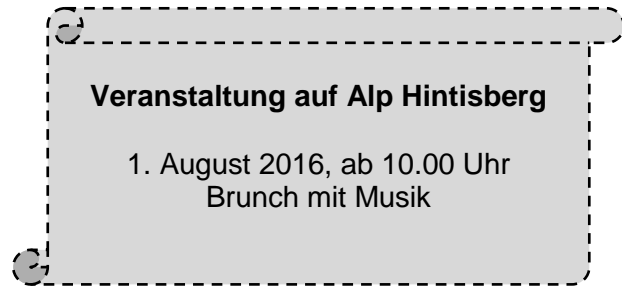 Veranstaltung auf Alp Hintisberg
1. August 2016, ab 10.00 Uhr
Brunch mit Musik